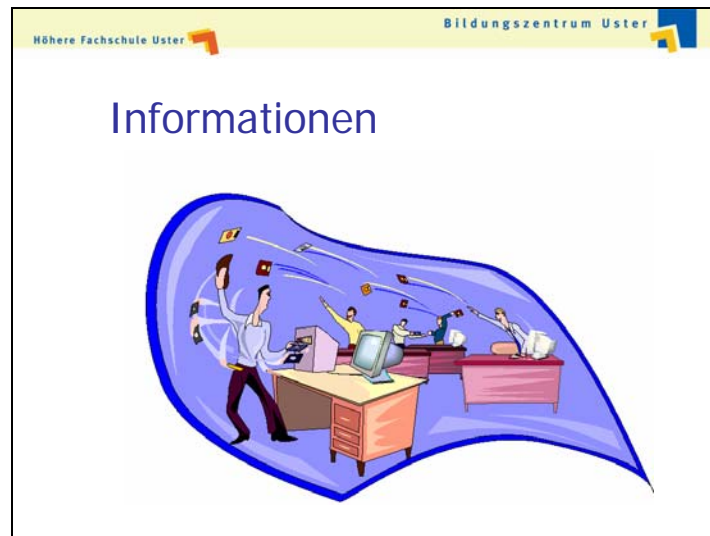 Höhere Fachschule Uster
Bildungszentrum Uster
Informationen